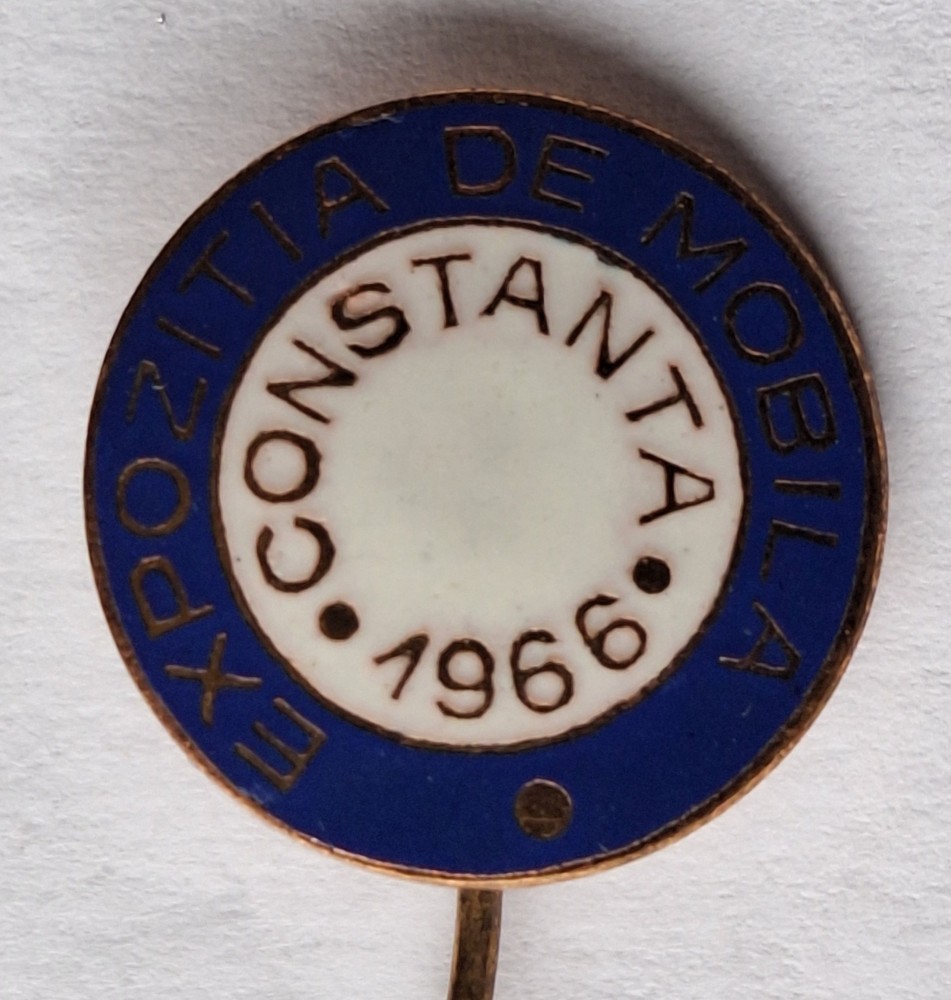 EXPOZITIA DE MOBILA
CONSTANTA
• 1966 •